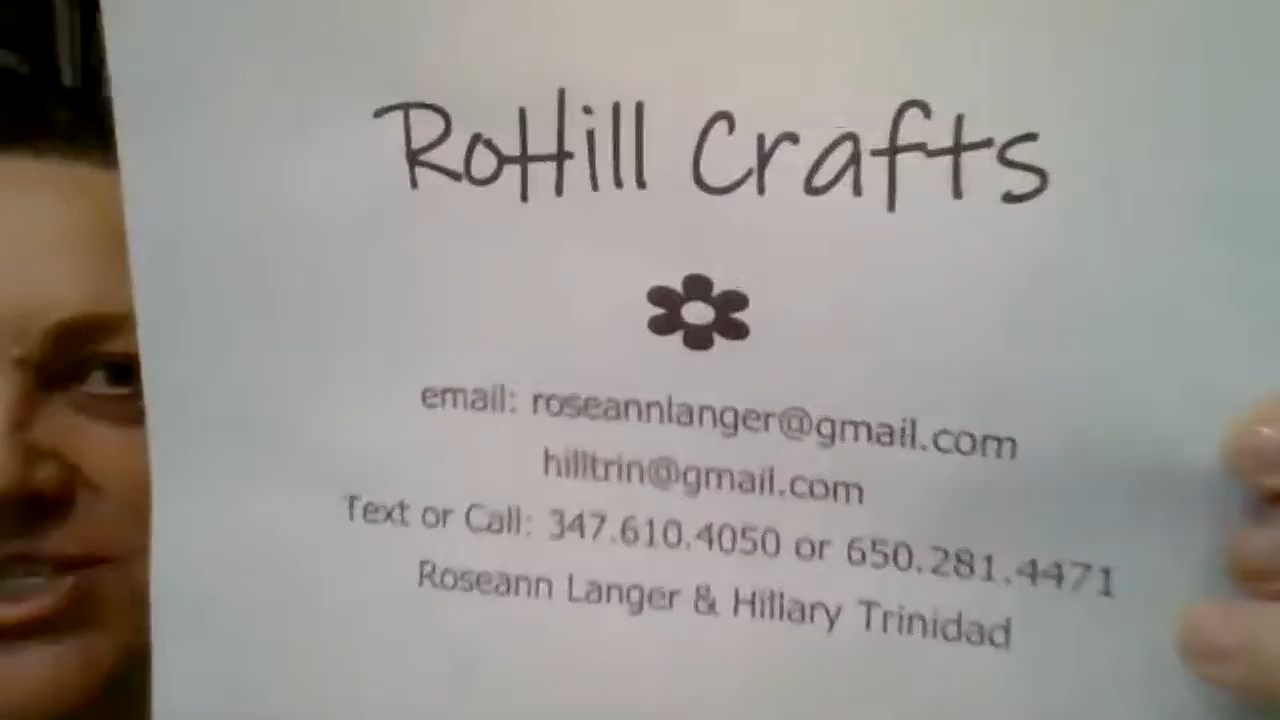 RoHill Crafts
email: roseannlanger@gmail.com
hilltrin@gmail.com
Text or Call: 347.610.4050 or 650.281.4471
Roseann Langer & Hillary Trinidad